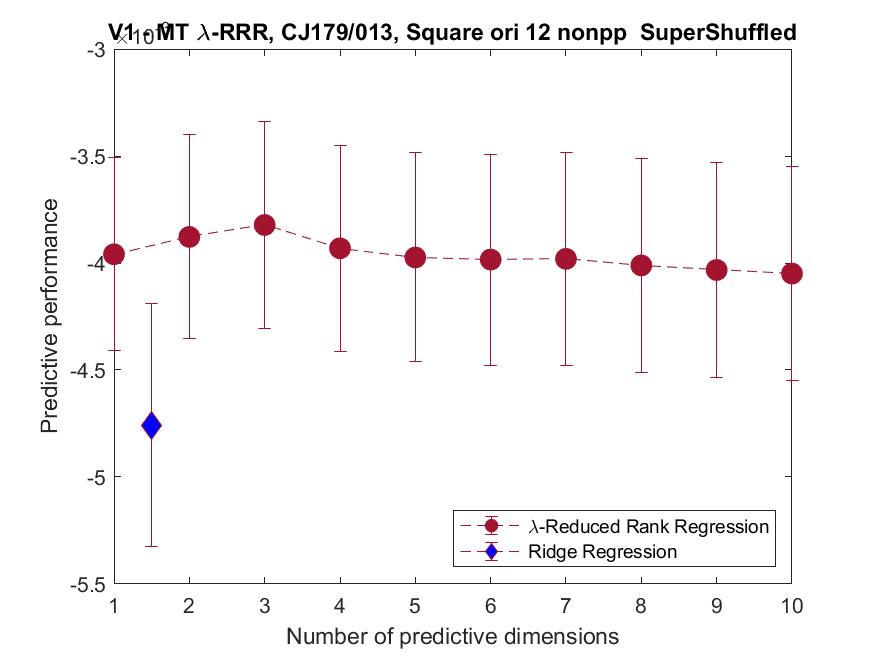 V1 - MT λ-RRR, CJ179/013, Square ori 12 nonpp SuperShuffled
-3
-3.5
-4
-4.5
-5
-5.5
Predictive performance
λ-Reduced Rank Regression
Ridge Regression
1 2 3 4 5 6 7 8 9 10
Number of predictive dimensions